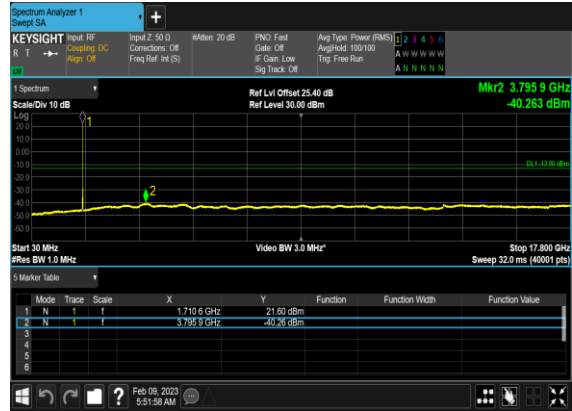 Spectrum Analyzer 1
Swept SA
+
KEYSIGHT Input: RF Input Z: 50 Ω #Atten: 20 dB PNO: Fast Avg Type: Power (RMS) 1 2 3 4 5 6
R T Coupling: DC Corrections: Off Gate: Off Avg|Hold: 100/100 A W W W W W
Align: Off Freq Ref: Int (S) IF Gain: Low Trig: Free Run
Sig Track: Off A N N N N N
1 Spectrum Ref Lvl Offset 25.40 dB Mkr2 3.795 9 GHz
Scale/Div 10 dB Ref Level 30.00 dBm -40.263 dBm
Log
1
20.0
10.0
0.00
-10.0
DL1 -13.00 dBm
-20.0
-30.0
2
-40.0
-50.0
-60.0
Start 30 MHz Video BW 3.0 MHz* Stop 17.800 GHz
#Res BW 1.0 MHz Sweep 32.0 ms (40001 pts)
5 Marker Table
Mode Trace Scale X Y Function Function Width Function Value
1 N 1 f 1.710 6 GHz 21.60 dBm
2 N 1 f 3.795 9 GHz -40.26 dBm
3
4
5
6
? Feb 09, 2023
5:51:58 AM